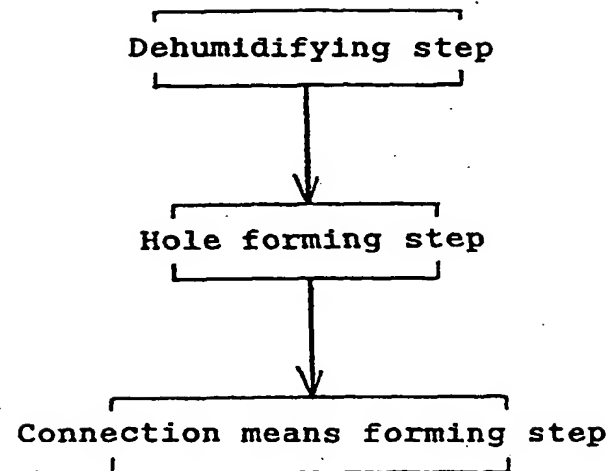 Dehumidifying step
Hole forming step
Connection means forming step